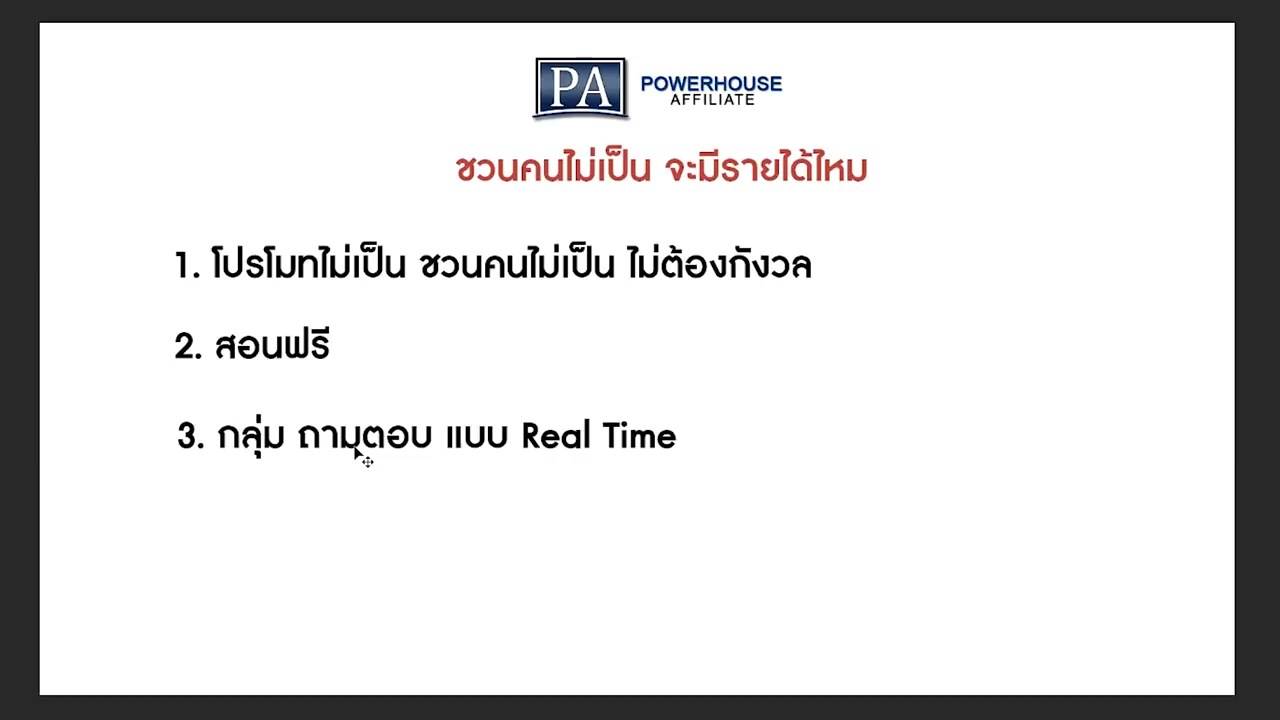 PA POWERHOUSE
AFFILIATE
ชวนคนไม่เป็น จะมีรายได้ไหม
1. โปรโมทไม่เป็น ชวนคนไม่เป็น ไม่ต้องกังวล
2. สอนฟรี
3. กลุ่ม ถามตอบ แบบ Real Time